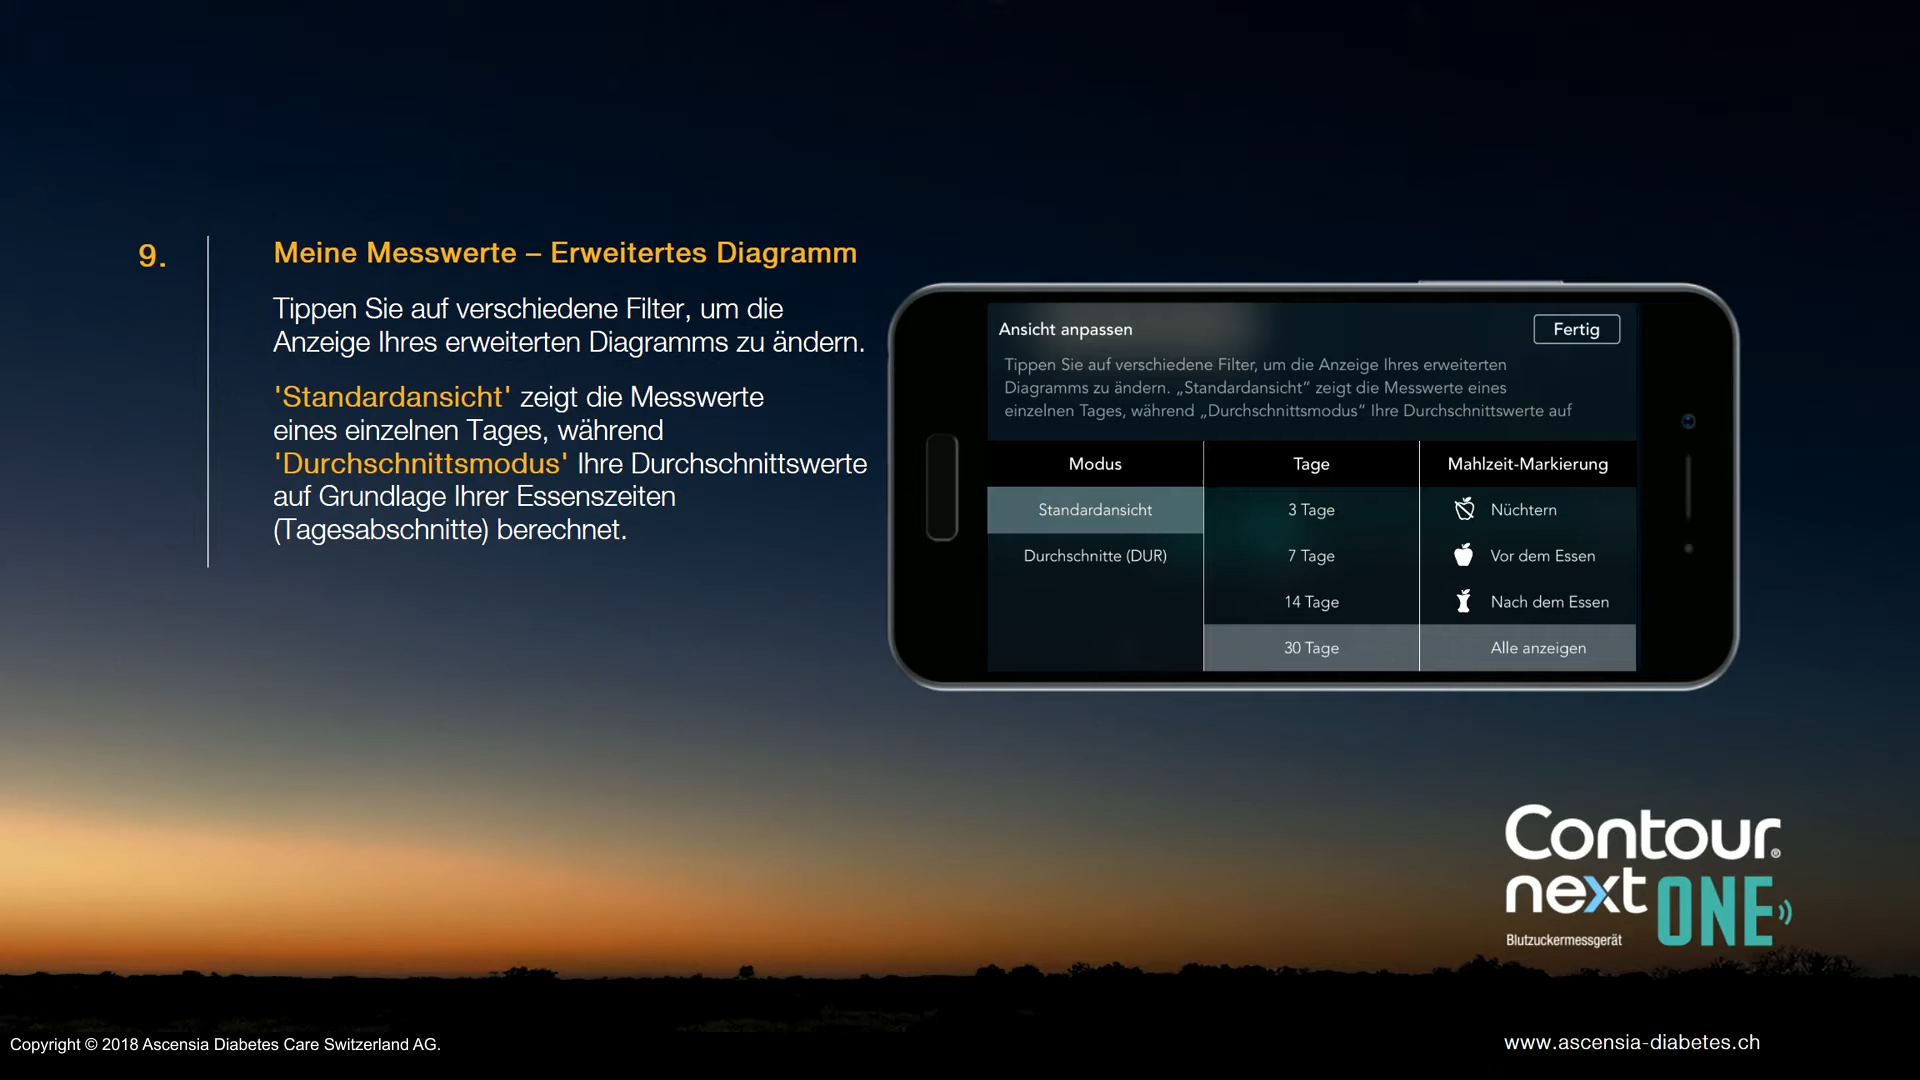 9.
Meine Messwerte – Erweitertes Diagramm
Tippen Sie auf verschiedene Filter, um die
Anzeige Ihres erweiterten Diagramms zu ändern.
'Standardansicht' zeigt die Messwerte
eines einzelnen Tages, während
'Durchschnittsmodus' Ihre Durchschnittswerte
auf Grundlage Ihrer Essenszeiten
(Tagesabschnitte) berechnet.
Ansicht anpassen
Fertig
Tippen Sie auf verschiedene Filter, um die Anzeige Ihres erweiterten
Diagramms zu ändern. „Standardansicht“ zeigt die Messwerte eines
einzelnen Tages, während „Durchschnittsmodus“ Ihre Durchschnittswerte auf
Modus
Tage
Mahlzeit-Markierung
Standardansicht
3 Tage
Nüchtern
Durchschnitte (DUR)
7 Tage
Vor dem Essen
14 Tage
Nach dem Essen
30 Tage
Alle anzeigen
Contour®
next ONE
Blutzuckermessgerät
Copyright © 2018 Ascensia Diabetes Care Switzerland AG.
www.ascensia-diabetes.ch